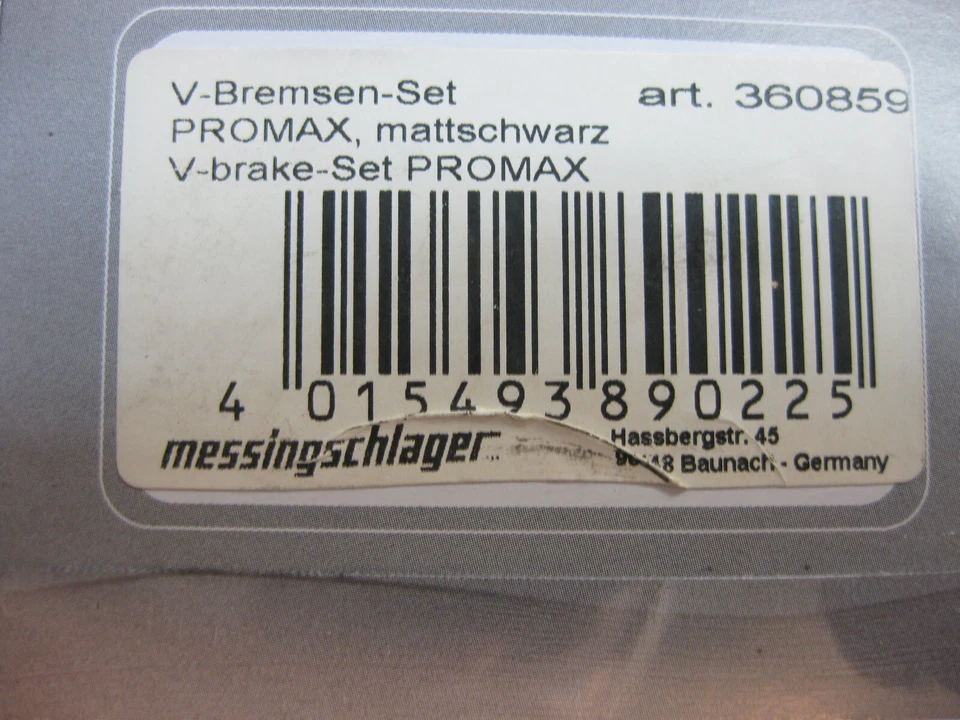 V-Bremsen-Set art. 360859
PROMAX, mattschwarz
V-brake-Set PROMAX
4 015493 890225
messingschlager
Hassbergstr. 45
Baunach - Germany